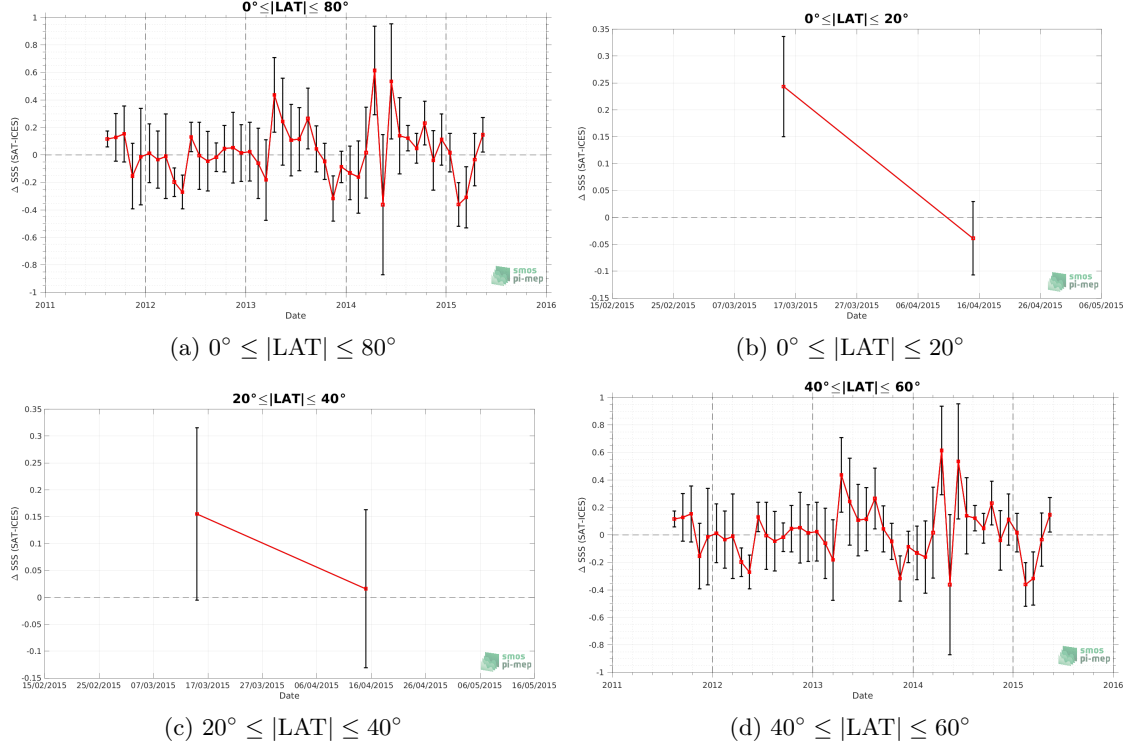 0°≤|LAT|≤ 80°
1
0.8
0.6
0.4
0.2
0
-0.2
-0.4
-0.6
-0.8
-1
Δ SSS (SAT-ICES)
2011 2012 2013 2014 2015 2016
Date
smos
pi-mep
(a) 0° ≤ |LAT| ≤ 80°
0°≤|LAT|≤ 20°
0.35
0.3
0.25
0.2
0.15
0.1
0.05
0
-0.05
-0.1
-0.15
Δ SSS (SAT-ICES)
15/02/2015 25/02/2015 07/03/2015 17/03/2015 27/03/2015 06/04/2015 16/04/2015 26/04/2015 06/05/2015
Date
smos
pi-mep
(b) 0° ≤ |LAT| ≤ 20°
20°≤|LAT|≤ 40°
0.35
0.3
0.25
0.2
0.15
0.1
0.05
0
-0.05
-0.1
-0.15
Δ SSS (SAT-ICES)
15/02/2015 25/02/2015 07/03/2015 17/03/2015 27/03/2015 06/04/2015 16/04/2015 26/04/2015 06/05/2015 16/05/2015
Date
smos
pi-mep
(c) 20° ≤ |LAT| ≤ 40°
40°≤|LAT|≤ 60°
1
0.8
0.6
0.4
0.2
0
-0.2
-0.4
-0.6
-0.8
-1
Δ SSS (SAT-ICES)
2011 2012 2013 2014 2015 2016
Date
smos
pi-mep
(d) 40° ≤ |LAT| ≤ 60°